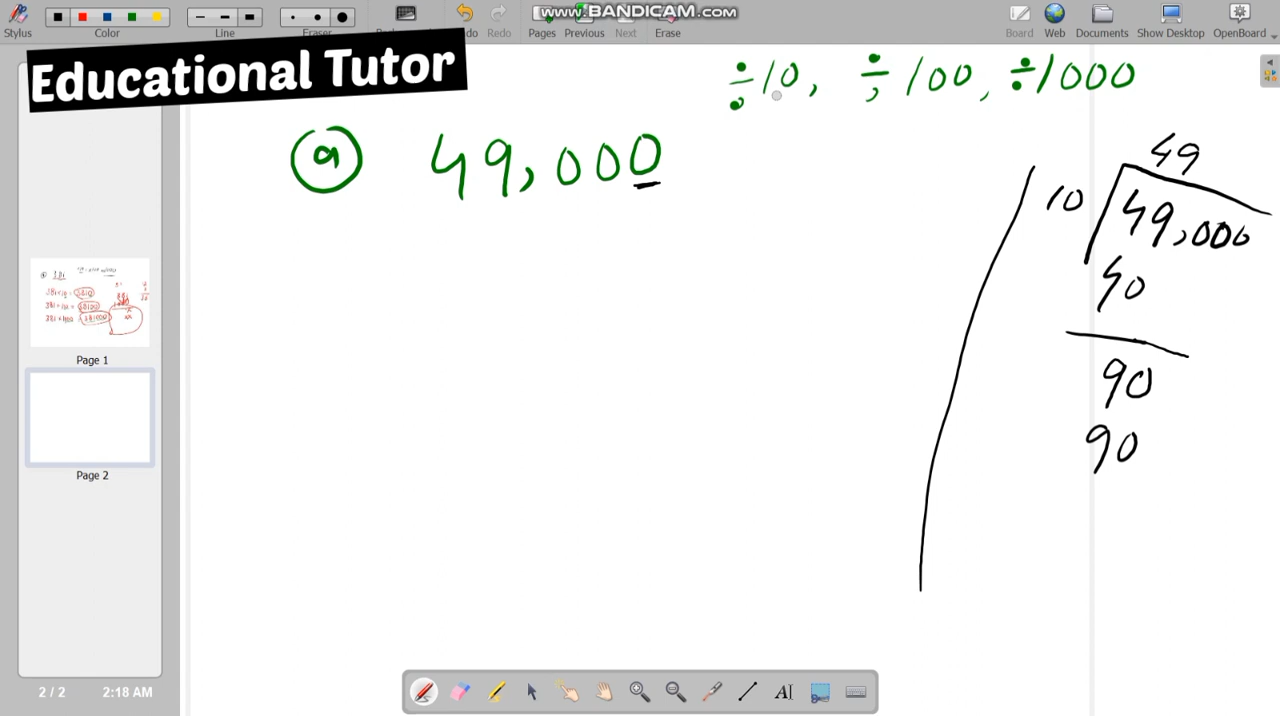 Stylus Color Line Eraser Undo Redo Pages Previous Next Erase Board Web Documents Show Desktop OpenBoard
www.BANDICAM.com
Educational Tutor
÷10, ÷100, ÷1000
a 49,000
49
10 49,000
40
90
90
Page 1
Page 2
2 / 2 2:18 AM